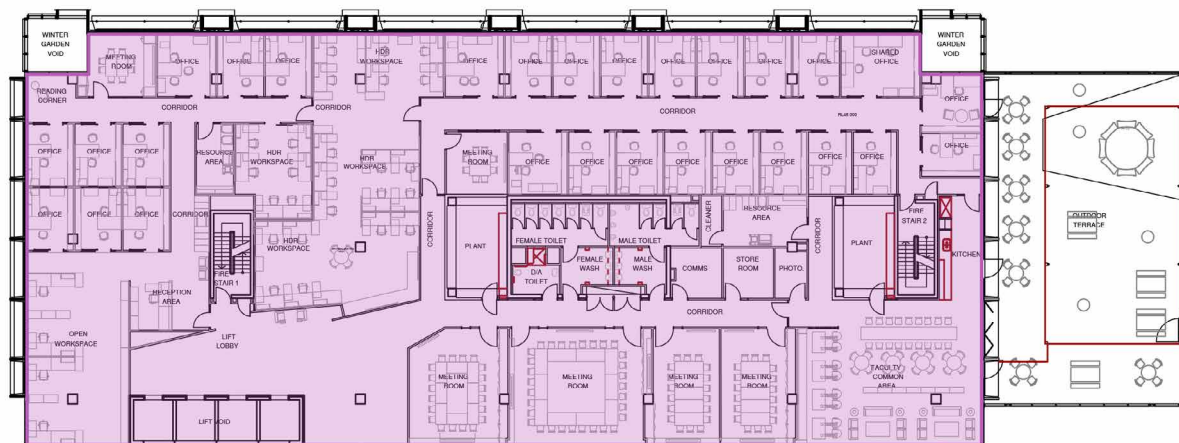 WINTER
GARDEN
VOID
WINTER
GARDEN
VOID
MEETING
ROOM
OFFICE
OFFICE
OFFICE
HDR
WORKSPACE
OFFICE
OFFICE
OFFICE
OFFICE
OFFICE
OFFICE
OFFICE
OFFICE
SHARED
OFFICE
READING
CORNER
CORRIDOR
CORRIDOR
CORRIDOR
OFFICE
OFFICE
OFFICE
OFFICE
OFFICE
RESOURCE
AREA
HDR
WORKSPACE
HDR
WORKSPACE
MEETING
ROOM
OFFICE
OFFICE
OFFICE
OFFICE
OFFICE
OFFICE
OFFICE
OFFICE
OFFICE
OFFICE
OFFICE
CORRIDOR
CORRIDOR
CLEANER
RESOURCE
AREA
CORRIDOR
FIRE
STAIR 2
OUTDOOR
TERRACE
HDR
WORKSPACE
PLANT
FEMALE TOILET
MALE TOILET
PLANT
KITCHEN
FIRE
STAIR 1
D/A
TOILET
FEMALE
WASH
MALE
WASH
COMMS
STORE
ROOM
PHOTO.
RECEPTION
AREA
CORRIDOR
OPEN
WORKSPACE
LIFT
LOBBY
MEETING
ROOM
MEETING
ROOM
MEETING
ROOM
MEETING
ROOM
FACULTY
COMMON
AREA
LIFT VOID